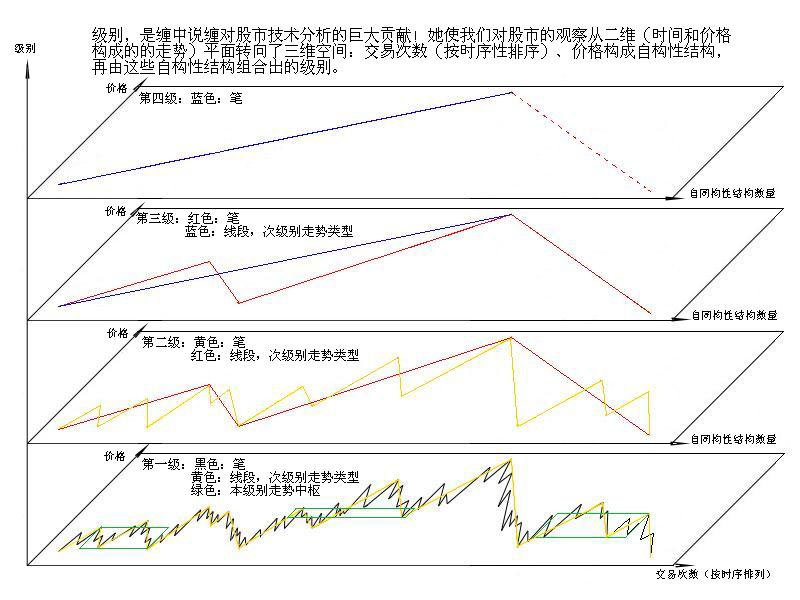 级别，是缠中说缠对股市技术分析的巨大贡献！她使我们对股市的观察从二维（时间和价格
构成的的走势）平面转向了三维空间：交易次数（按时序性排序）、价格构成自构性结构，
再由这些自构性结构组合出的级别。
级别
价格
第四级：蓝色：笔
自同构性结构数量
价格
第三级：红色：笔
蓝色：线段，次级别走势类型
自同构性结构数量
价格
第二级：黄色：笔
红色：线段，次级别走势类型
自同构性结构数量
价格
第一级：黑色：笔
黄色：线段，次级别走势类型
绿色：本级别走势中枢
交易次数（按时序排列）